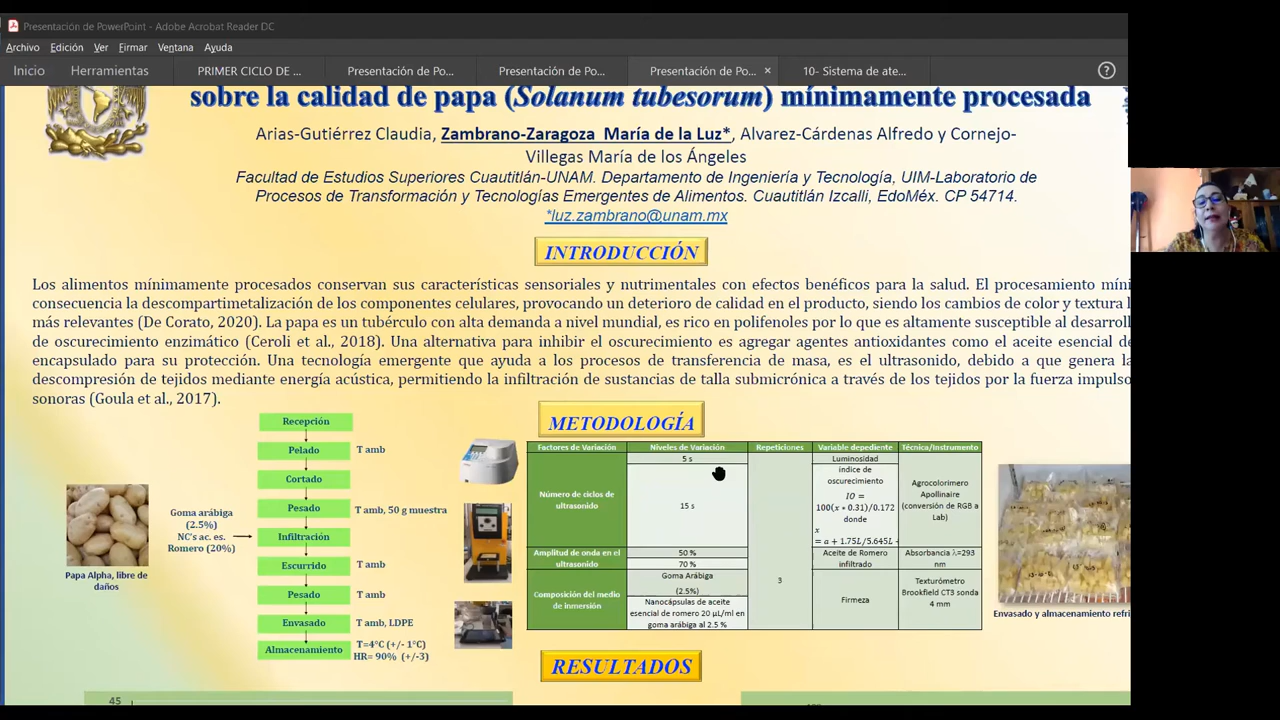 Presentación de PowerPoint - Adobe Acrobat Reader DC
Archivo Edición Ver Firmar Ventana Ayuda
Inicio Herramientas PRIMER CICLO DE ... Presentación de Po... Presentación de Po... Presentación de Po... × 10- Sistema de ate...
sobre la calidad de papa (Solanum tubesorum) mínimamente procesada
Arias-Gutiérrez Claudia, Zambrano-Zaragoza María de la Luz*, Alvarez-Cárdenas Alfredo y Cornejo-
Villegas María de los Ángeles
Facultad de Estudios Superiores Cuautitlán-UNAM. Departamento de Ingeniería y Tecnología, UIM-Laboratorio de
Procesos de Transformación y Tecnologías Emergentes de Alimentos. Cuautitlán Izcalli, EdoMéx. CP 54714.
*luz.zambrano@unam.mx
INTRODUCCIÓN
Los alimentos mínimamente procesados conservan sus características sensoriales y nutrimentales con efectos benéficos para la salud. El procesamiento míni
consecuencia la descompartimetalización de los componentes celulares, provocando un deterioro de calidad en el producto, siendo los cambios de color y textura l
más relevantes (De Corato, 2020). La papa es un tubérculo con alta demanda a nivel mundial, es rico en polifenoles por lo que es altamente susceptible al desarroll
de oscurecimiento enzimático (Ceroli et al., 2018). Una alternativa para inhibir el oscurecimiento es agregar agentes antioxidantes como el aceite esencial de
encapsulado para su protección. Una tecnología emergente que ayuda a los procesos de transferencia de masa, es el ultrasonido, debido a que genera la
descompresión de tejidos mediante energía acústica, permitiendo la infiltración de sustancias de talla submicrónica a través de los tejidos por la fuerza impulso
sonoras (Goula et al., 2017).
METODOLOGÍA
Recepción
Pelado T amb
Cortado
Pesado T amb, 50 g muestra
Infiltración
Escurrido T amb
Pesado T amb
Envasado T amb, LDPE
Almacenamiento T=4°C (+/- 1°C)
HR= 90% (+/-3)
Goma arábiga
(2.5%)
NC's ac. es.
Romero (20%)
Papa Alpha, libre de
daños
Factores de Variación Niveles de Variación Repeticiones Variable depediente Técnica/Instrumento
Número de ciclos de
ultrasonido
5 s
15 s
Amplitud de onda en el
ultrasonido
50 %
70 %
Composición del medio
de inmersión
Goma Arábiga
(2.5%)
Nanocápsulas de aceite
esencial de romero 20 µL/ml en
goma arábiga al 2.5 %
3
Luminosidad
índice de
oscurecimiento
IO =
100(x * 0.31)/0.172
donde
x
= a + 1.75L/5.645L +
Aceite de Romero
infiltrado
Firmeza
Agrocolorimero
Apollinaire
(conversión de RGB a
Lab)
Absorbancia λ=293
nm
Texturómetro
Brookfield CT3 sonda
4 mm
Envasado y almacenamiento refri
RESULTADOS
45